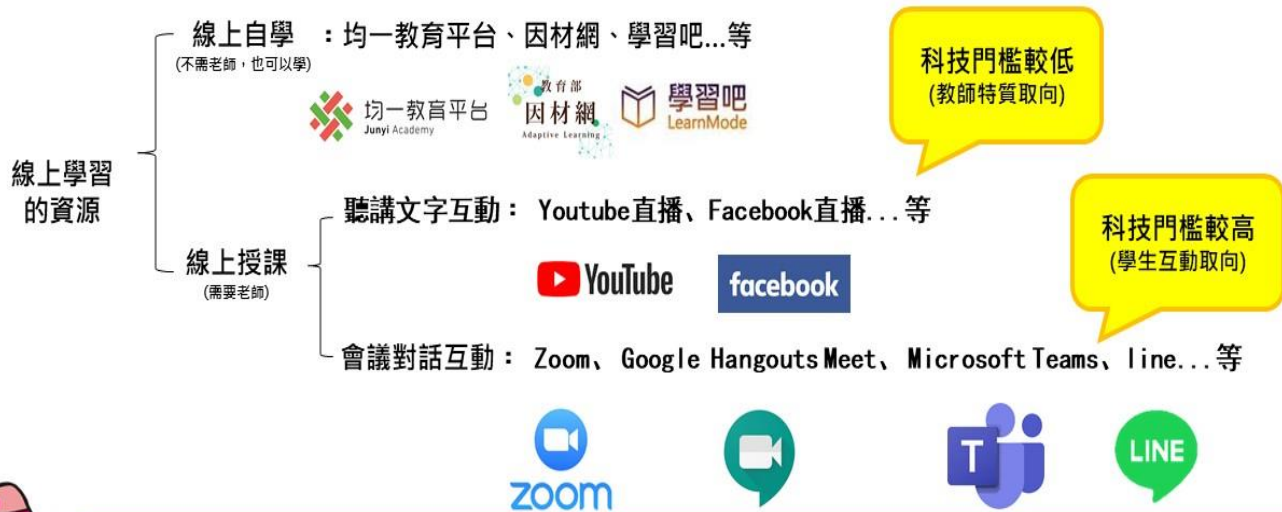 線上學習
的資源
線上自學 ：均一教育平台、因材網、學習吧...等
(不需老師，也可以學)
均一教育平台
Junyi Academy
教育部
因材網
Adaptive Learning
學習吧
LearnMode
科技門檻較低
(教師特質取向)
線上授課
(需要老師)
聽講文字互動： Youtube直播、Facebook直播...等
YouTube
facebook
科技門檻較高
(學生互動取向)
會議對話互動： Zoom、Google Hangouts Meet、Microsoft Teams、line...等
zoom
T
LINE